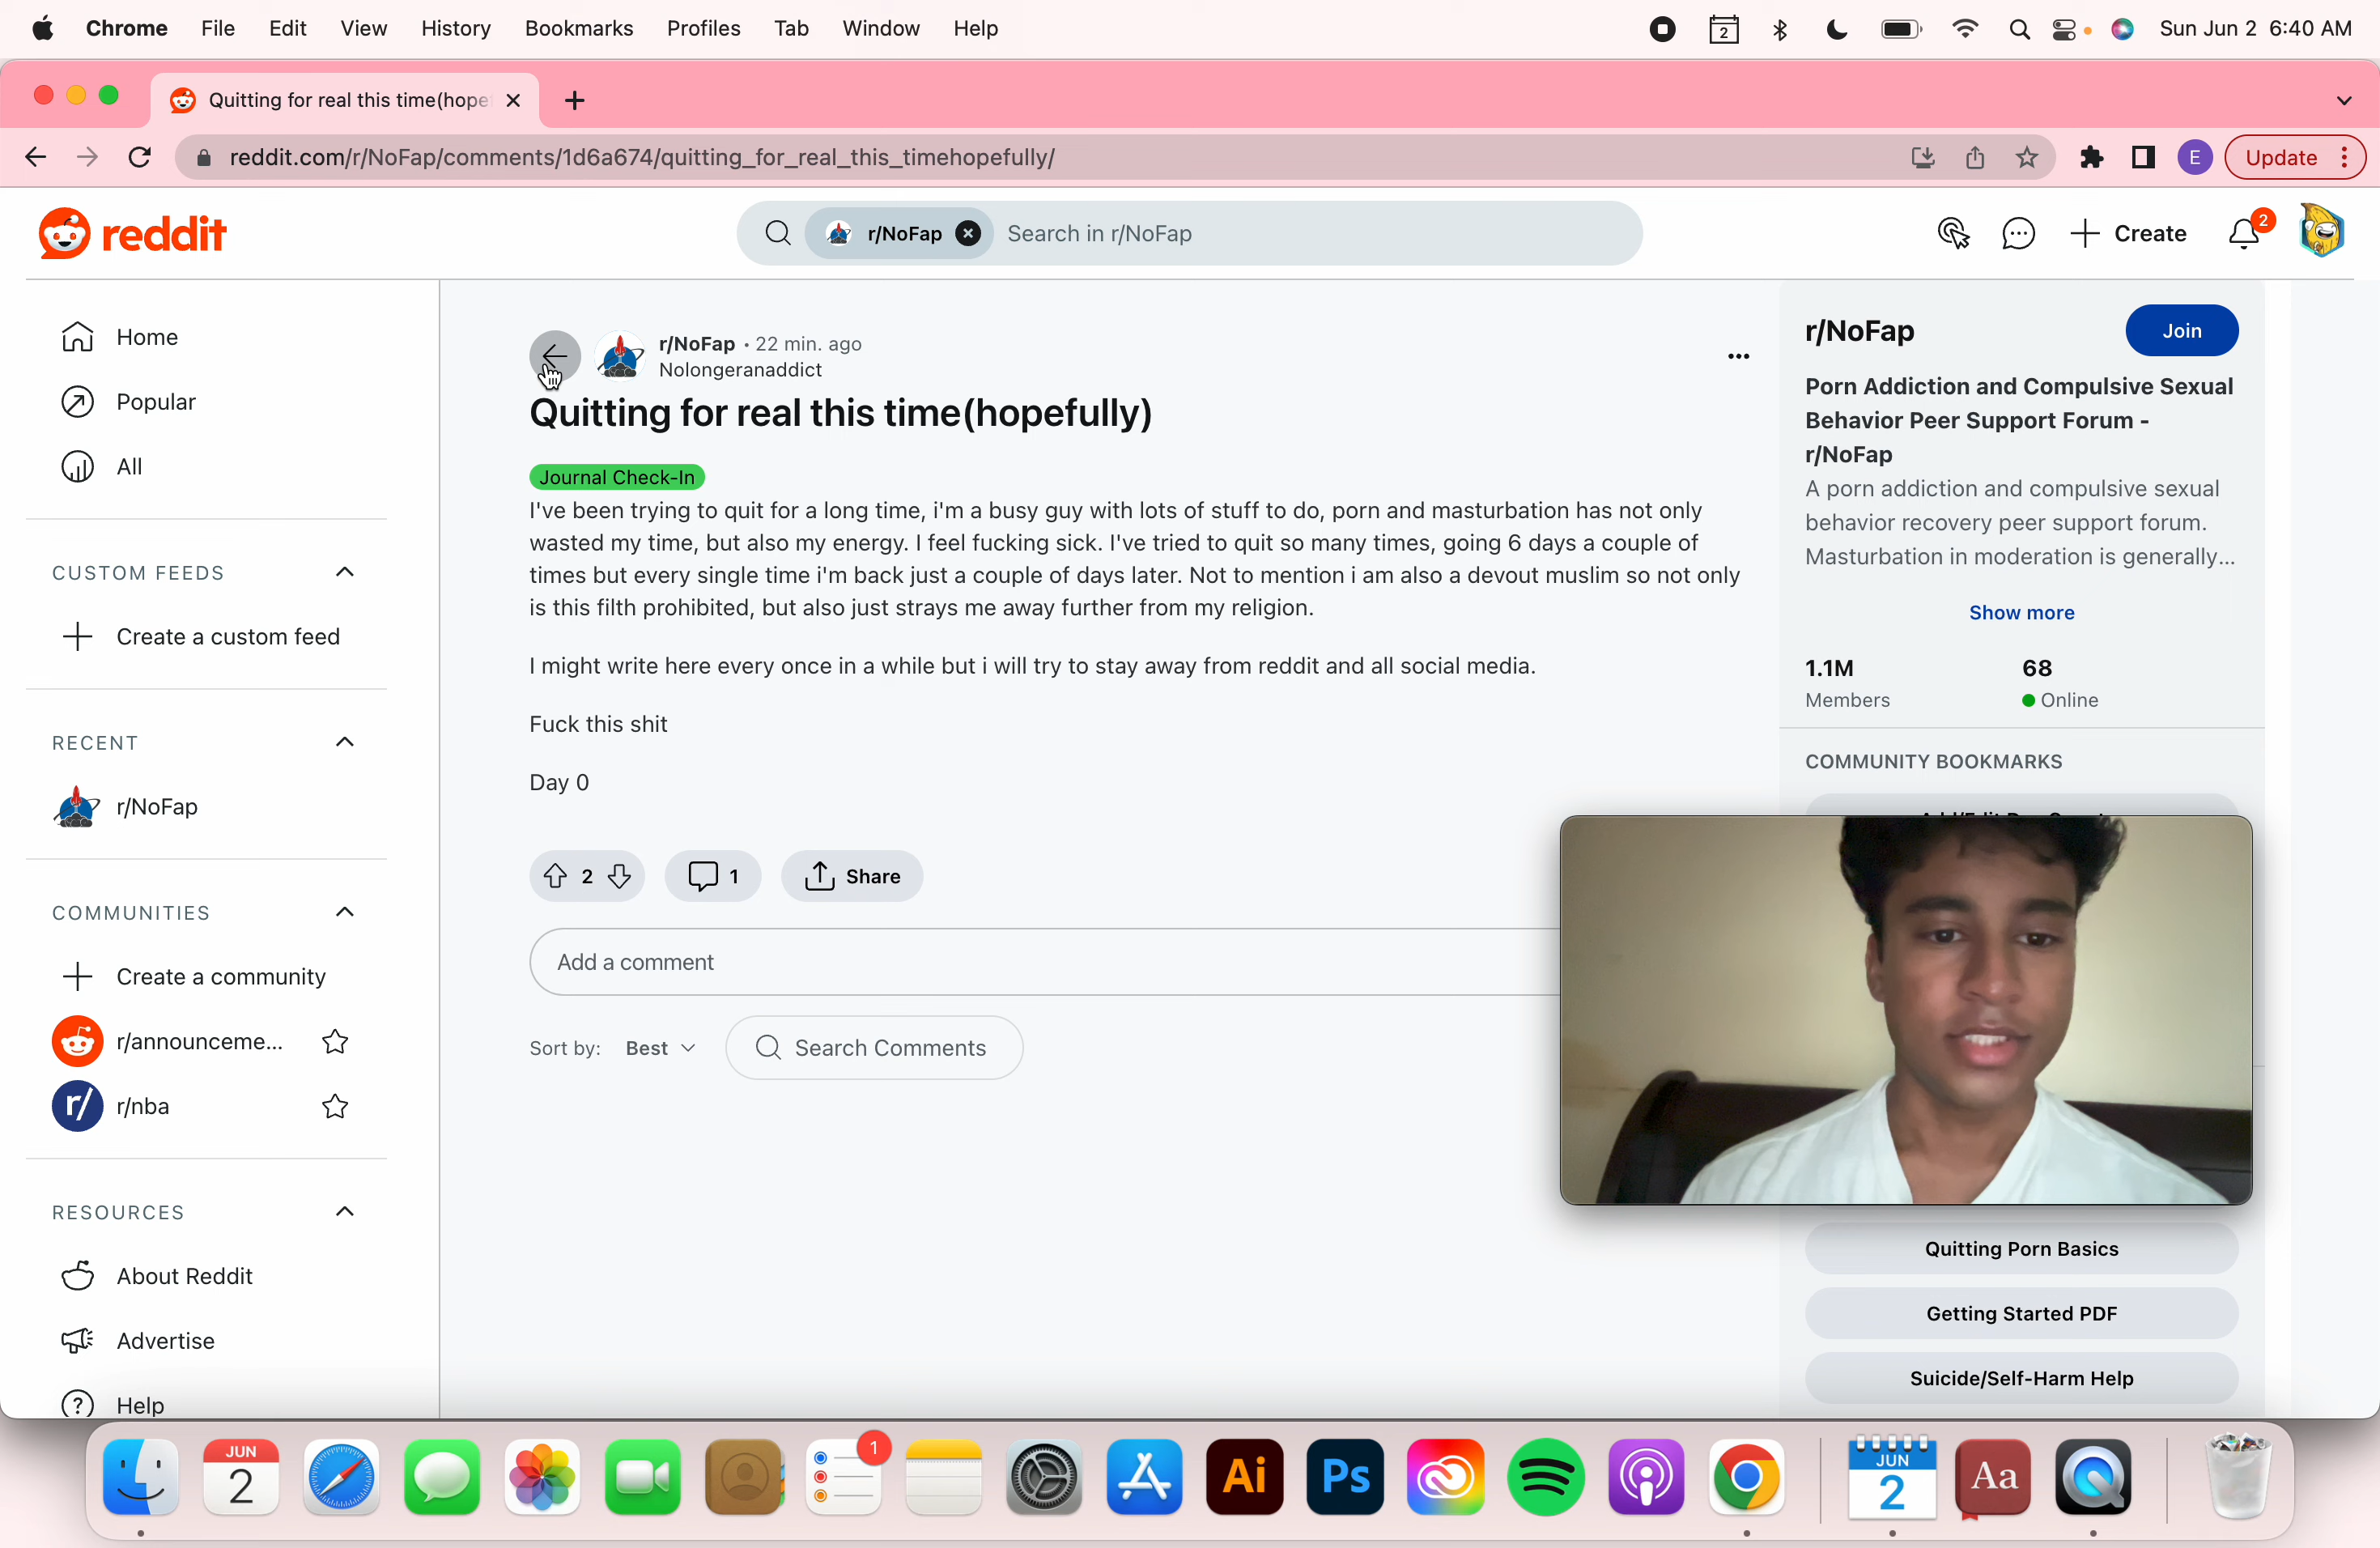 Chrome File Edit View History Bookmarks Profiles Tab Window Help
2
Sun Jun 2 6:40 AM
Quitting for real this time(hope
reddit.com/r/NoFap/comments/1d6a674/quitting_for_real_this_timehopefully/
E
Update
reddit
r/NoFap
Search in r/NoFap
Create
2
Home
Popular
All
CUSTOM FEEDS
Create a custom feed
RECENT
r/NoFap
COMMUNITIES
Create a community
r/announceme...
r/
r/nba
RESOURCES
About Reddit
Advertise
Help
r/NoFap • 22 min. ago
Nolongeranaddict
Quitting for real this time(hopefully)
Journal Check-In
I've been trying to quit for a long time, i'm a busy guy with lots of stuff to do, porn and masturbation has not only
wasted my time, but also my energy. I feel fucking sick. I've tried to quit so many times, going 6 days a couple of
times but every single time i'm back just a couple of days later. Not to mention i am also a devout muslim so not only
is this filth prohibited, but also just strays me away further from my religion.
I might write here every once in a while but i will try to stay away from reddit and all social media.
Fuck this shit
Day 0
2
1
Share
Add a comment
Sort by: Best
Search Comments
r/NoFap
Join
Porn Addiction and Compulsive Sexual
Behavior Peer Support Forum -
r/NoFap
A porn addiction and compulsive sexual
behavior recovery peer support forum.
Masturbation in moderation is generally...
Show more
1.1M
Members
68
Online
COMMUNITY BOOKMARKS
Quitting Porn Basics
Getting Started PDF
Suicide/Self-Harm Help
JUN
2
1
Ai
Ps
JUN
2
Aa